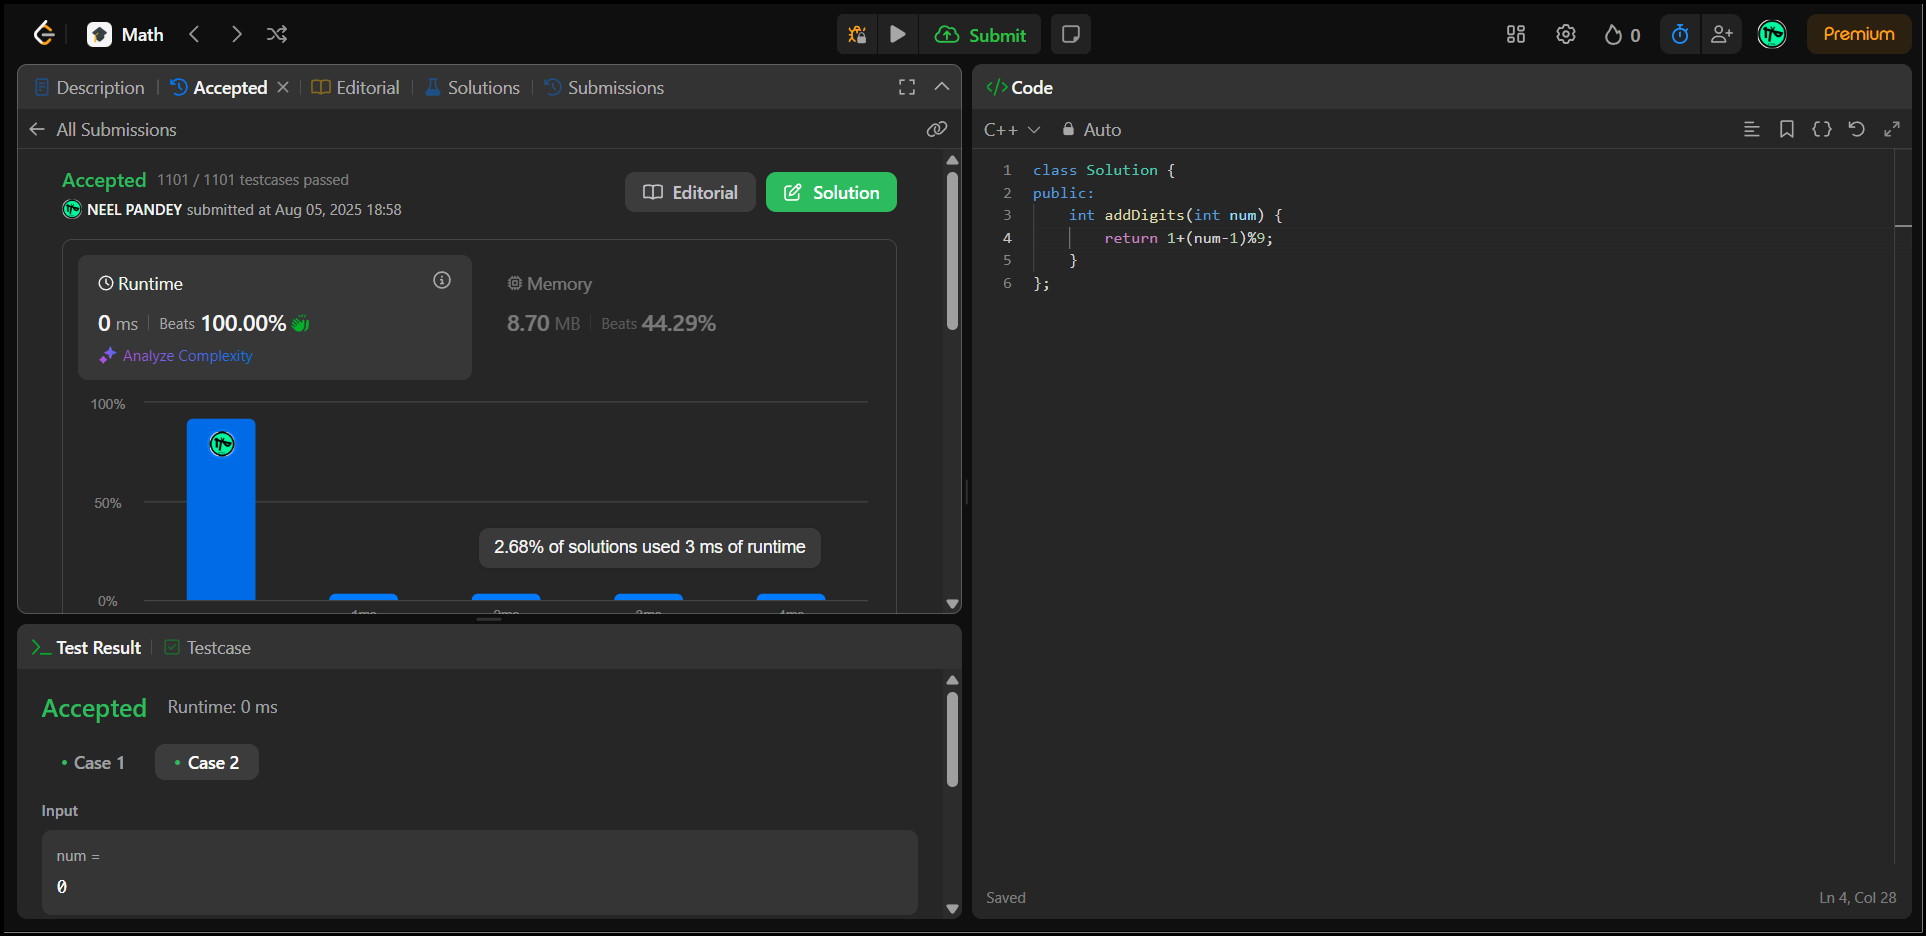 Math
Submit
0
Premium
Description
Accepted
Editorial
Solutions
Submissions
All Submissions
Accepted 1101 / 1101 testcases passed
NEEL PANDEY submitted at Aug 05, 2025 18:58
Editorial
Solution
Runtime
0 ms Beats 100.00%
Analyze Complexity
Memory
8.70 MB Beats 44.29%
100%
50%
0%
2.68% of solutions used 3 ms of runtime
1ms 2ms 3ms 4ms
Test Result
Testcase
Accepted Runtime: 0 ms
Case 1
Case 2
Input
num =
0
</> Code
C++
Auto
1 class Solution {
2 public:
3 int addDigits(int num) {
4 return 1+(num-1)%9;
5 }
6 };
Saved
Ln 4, Col 28